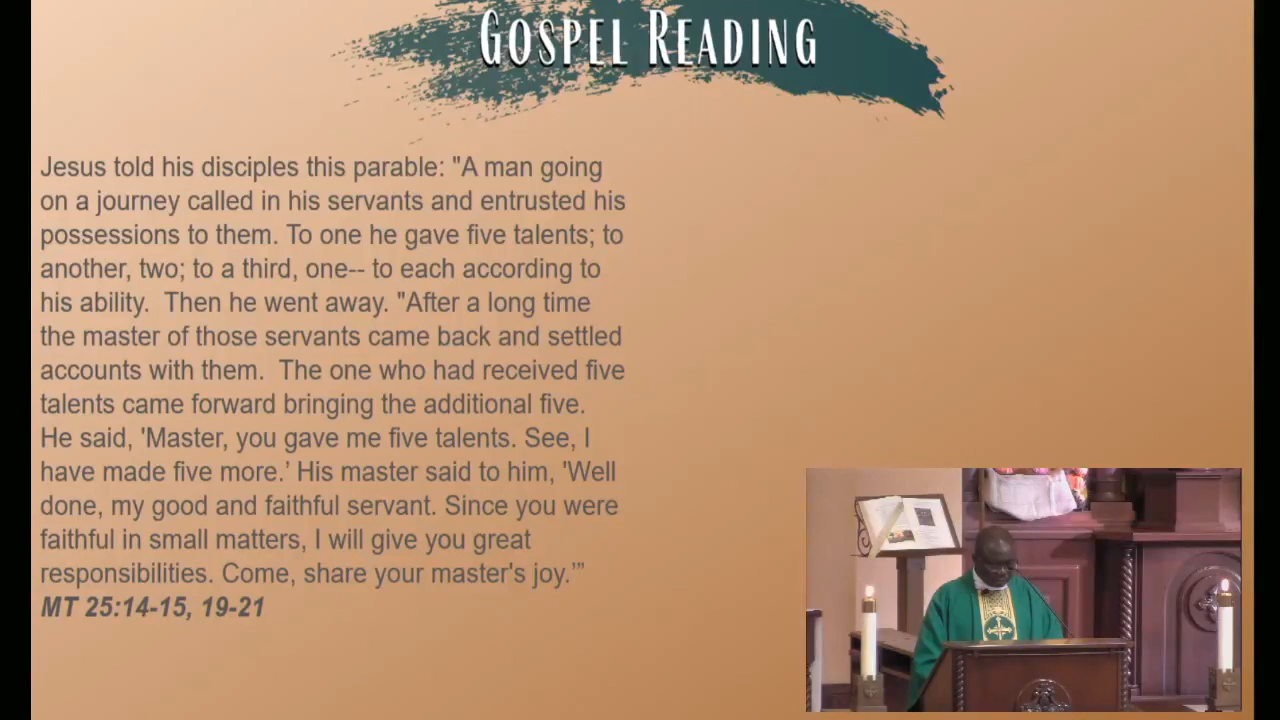 GOSPEL READING
Jesus told his disciples this parable: "A man going
on a journey called in his servants and entrusted his
possessions to them. To one he gave five talents; to
another, two; to a third, one-- to each according to
his ability.  Then he went away. "After a long time
the master of those servants came back and settled
accounts with them.  The one who had received five
talents came forward bringing the additional five.
He said, 'Master, you gave me five talents. See, I
have made five more.’ His master said to him, 'Well
done, my good and faithful servant. Since you were
faithful in small matters, I will give you great
responsibilities. Come, share your master's joy.’”
MT 25:14-15, 19-21